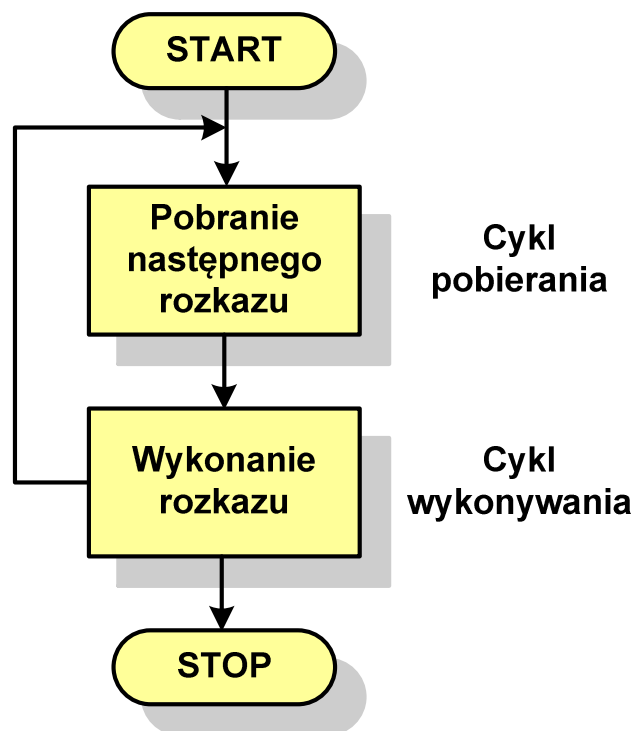 START
Pobranie
następnego
rozkazu
Cykl
pobierania
Wykonanie
rozkazu
Cykl
wykonywania
STOP